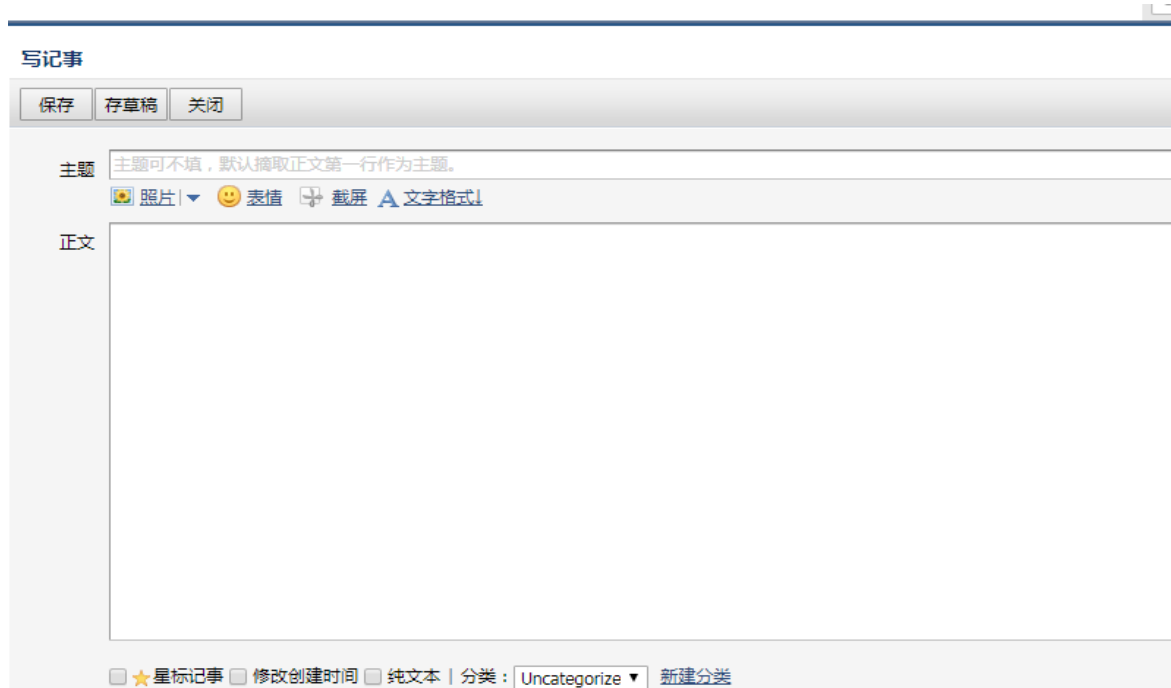 写记事
保存 存草稿 关闭
主题 主题可不填，默认摘取正文第一行作为主题。
照片 表情 截屏 A 文字格式↓
正文
星标记事 修改创建时间 纯文本 | 分类： Uncategorize 新建分类